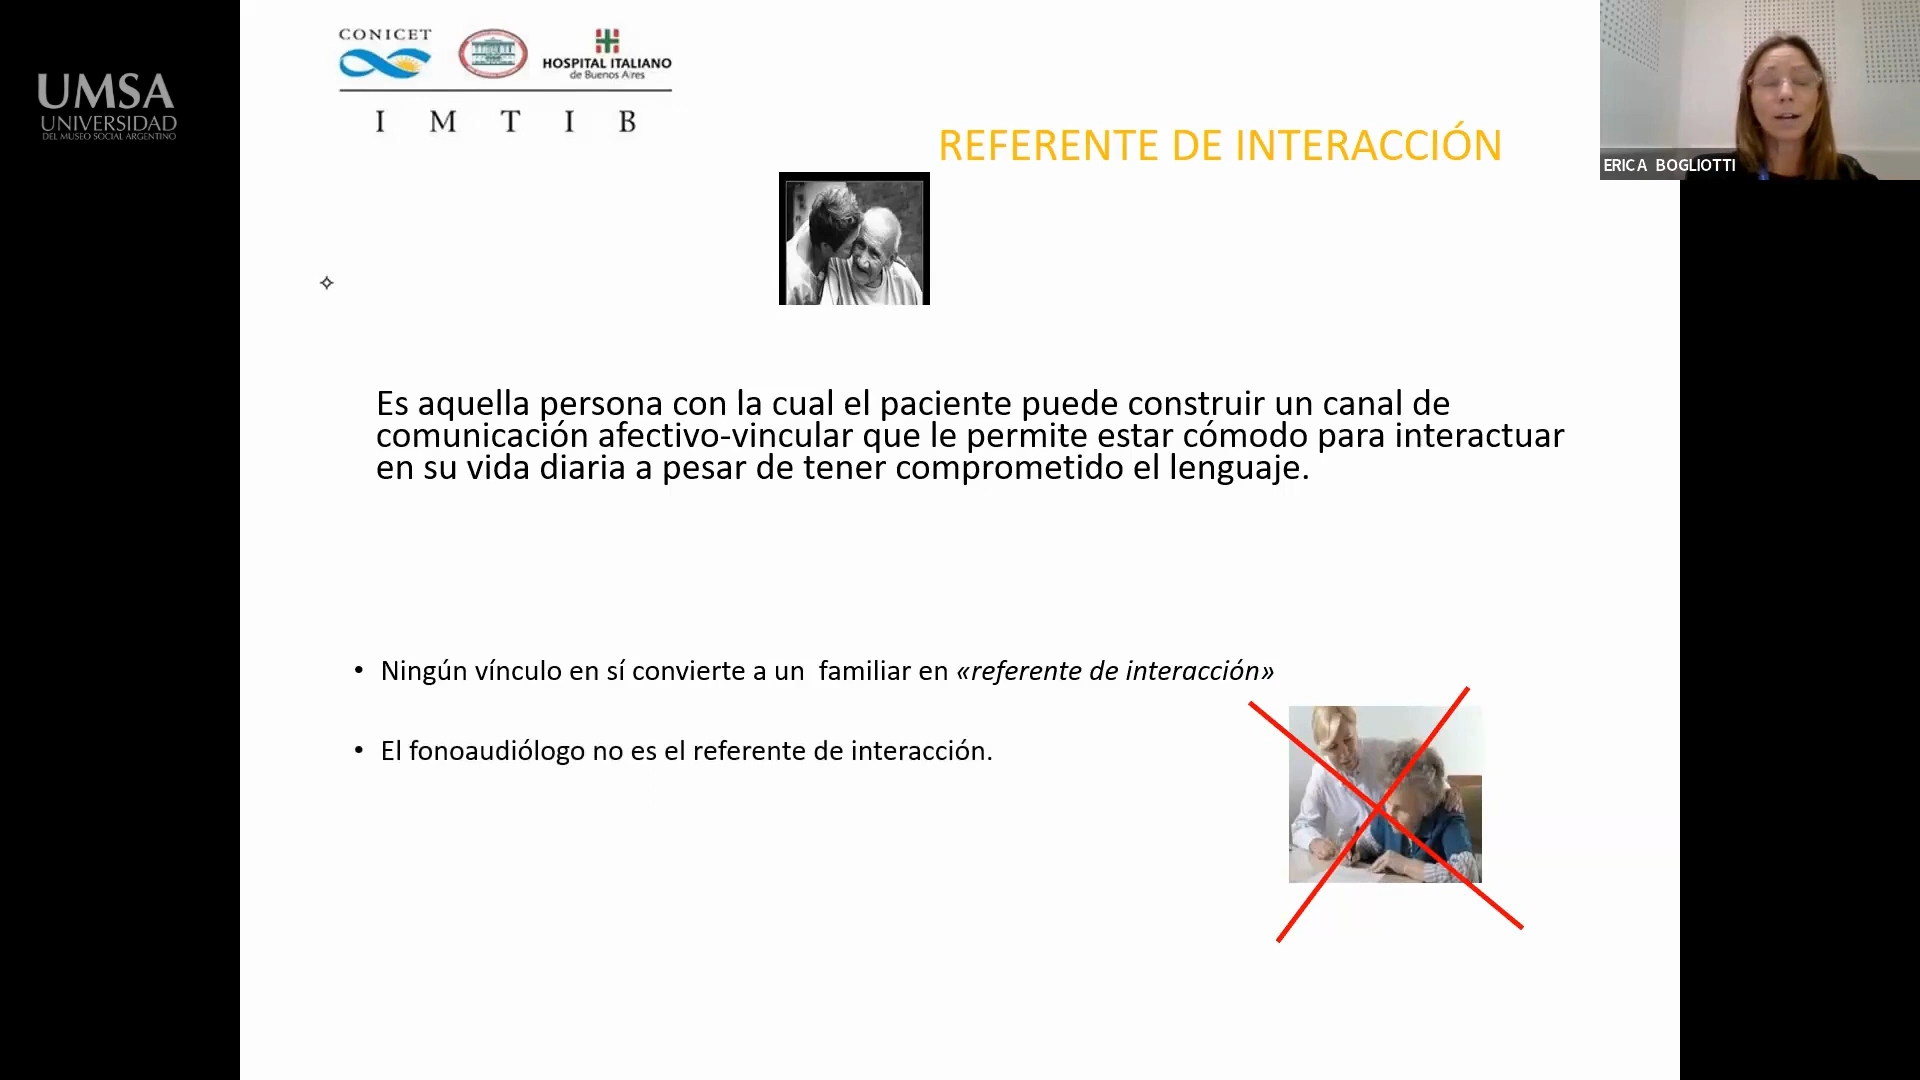 UMSA
UNIVERSIDAD
DEL MUSEO SOCIAL ARGENTINO
CONICET
HOSPITAL ITALIANO
de Buenos Aires
I M T I B
REFERENTE DE INTERACCIÓN
ERICA BOGLIOTTI
Es aquella persona con la cual el paciente puede construir un canal de
comunicación afectivo-vincular que le permite estar cómodo para interactuar
en su vida diaria a pesar de tener comprometido el lenguaje.
• Ningún vínculo en sí convierte a un familiar en «referente de interacción»
• El fonoaudiólogo no es el referente de interacción.